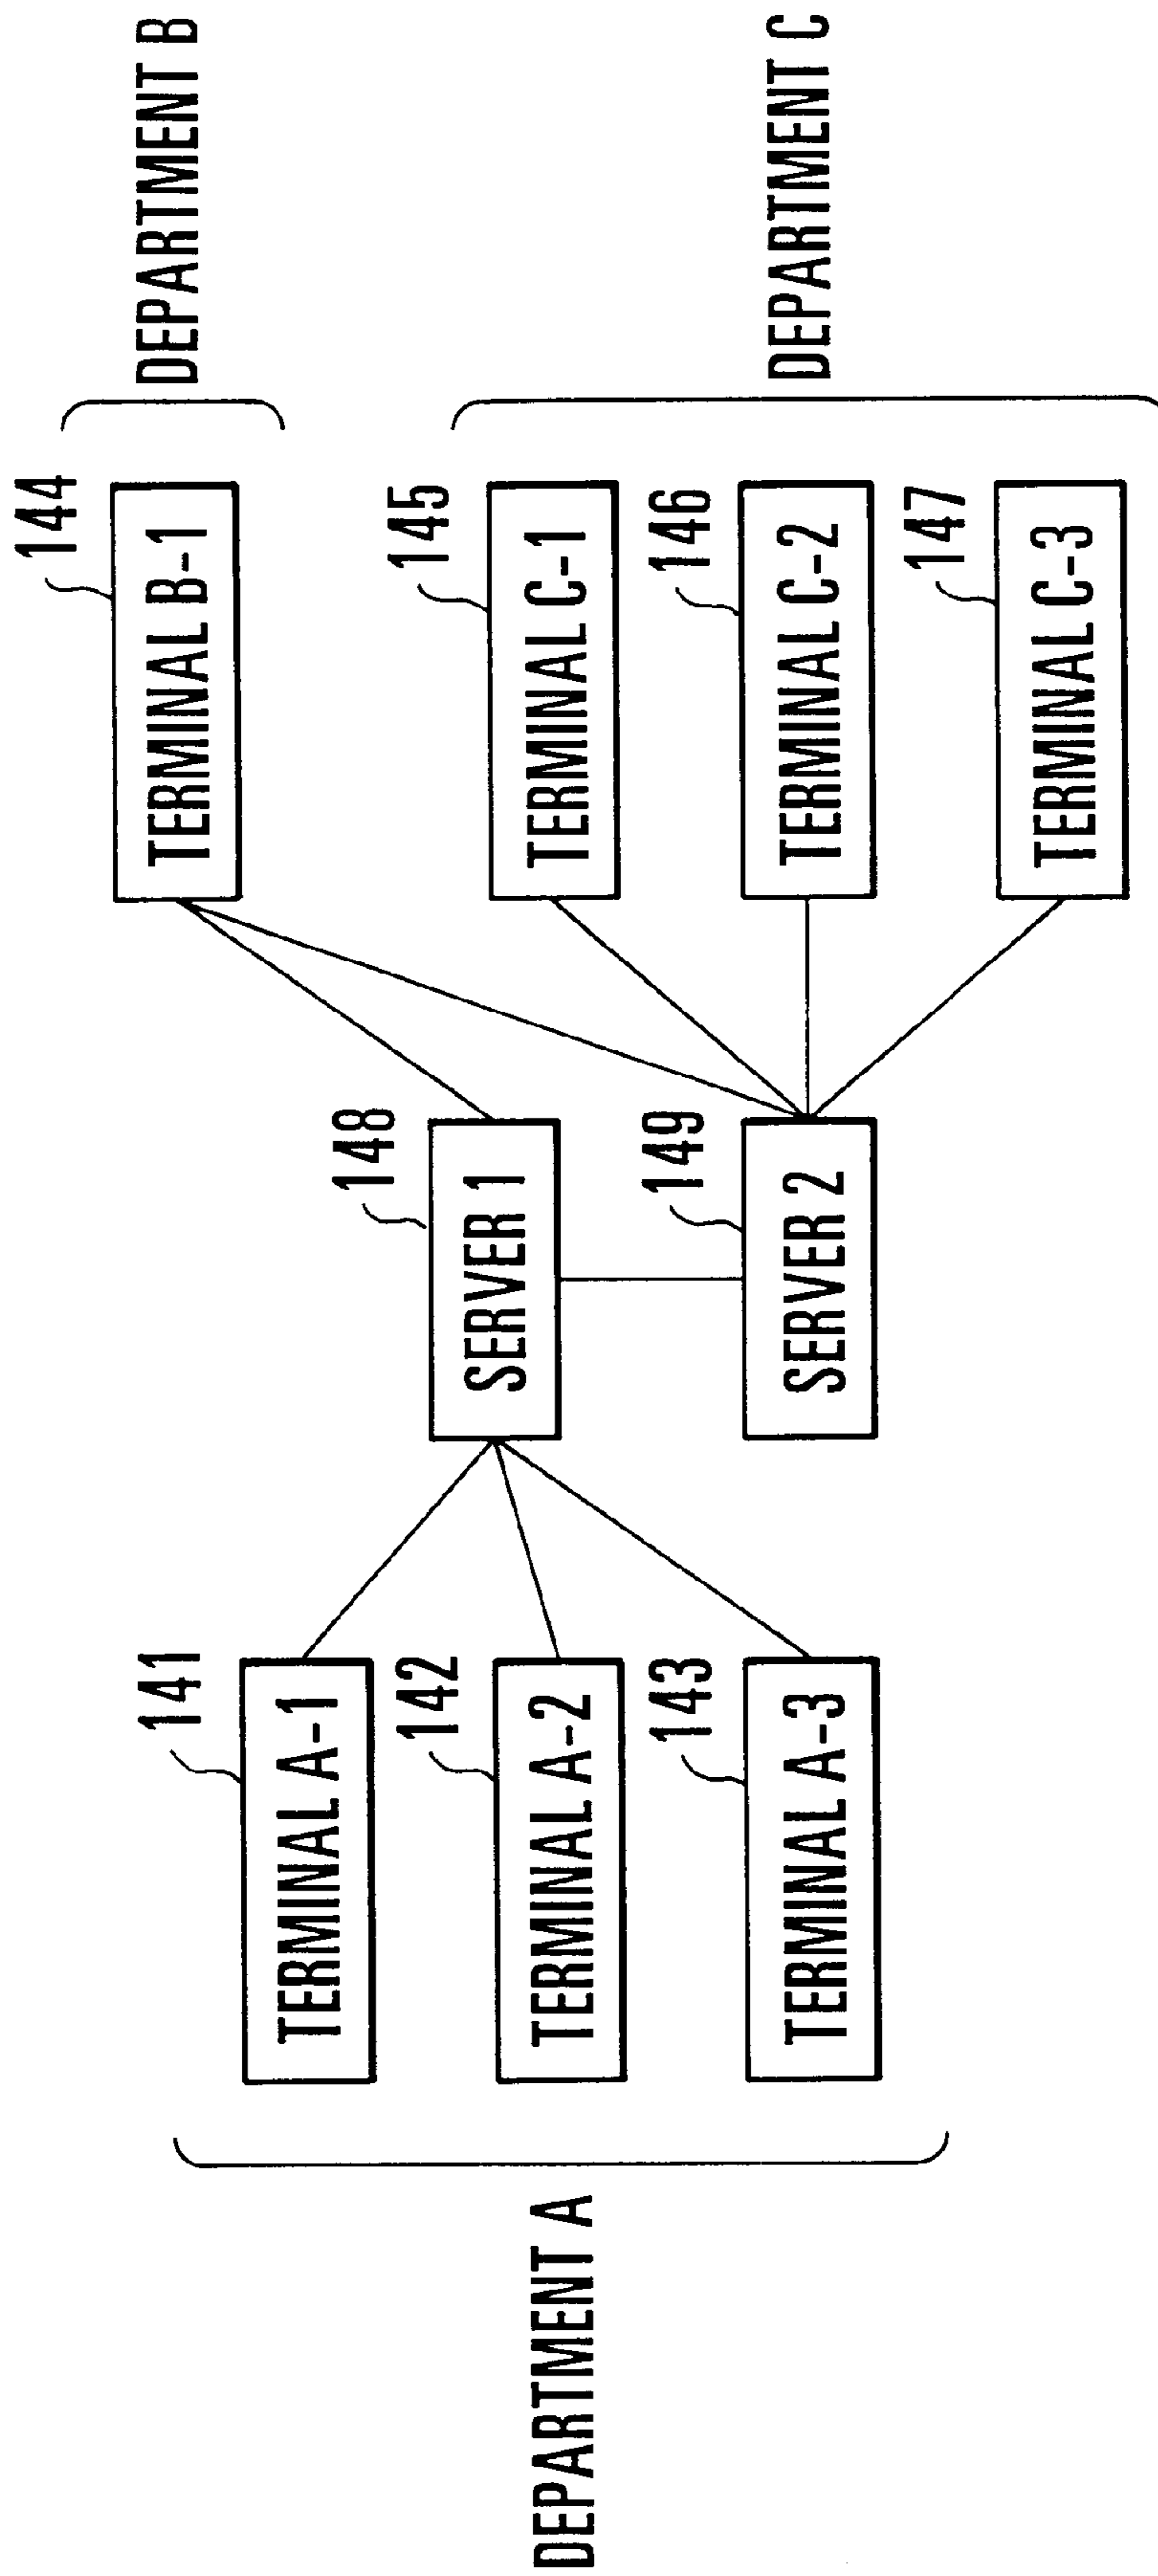 DEPARTMENT A
141
TERMINAL A-1
142
TERMINAL A-2
143
TERMINAL A-3
148
SERVER 1
149
SERVER 2
144
TERMINAL B-1
DEPARTMENT B
145
TERMINAL C-1
146
TERMINAL C-2
147
TERMINAL C-3
DEPARTMENT C